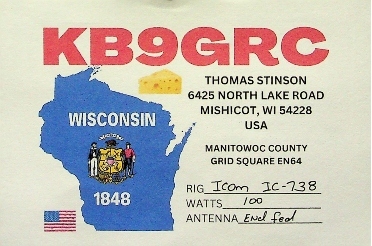 KB9GRC
THOMAS STINSON
6425 NORTH LAKE ROAD
MISHICOT, WI 54228
USA
WISCONSIN
1848
MANITOWOC COUNTY
GRID SQUARE EN64
RIG Icom IC-738
WATTS 100
ANTENNA End fed